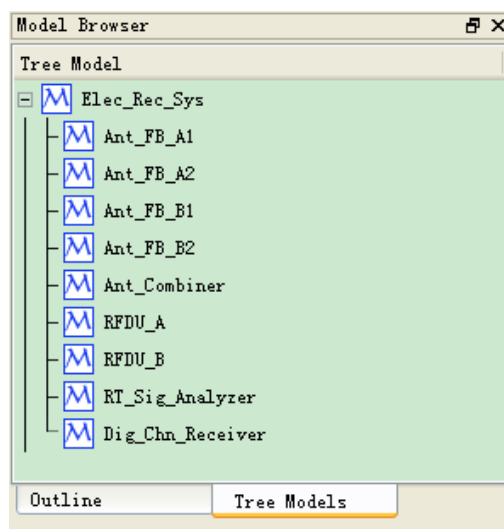 Model Browser
Tree Model
Elec_Rec_Sys
Ant_FB_A1
Ant_FB_A2
Ant_FB_B1
Ant_FB_B2
Ant_Combiner
RFDU_A
RFDU_B
RT_Sig_Analyzer
Dig_Chn_Receiver
Outline Tree Models